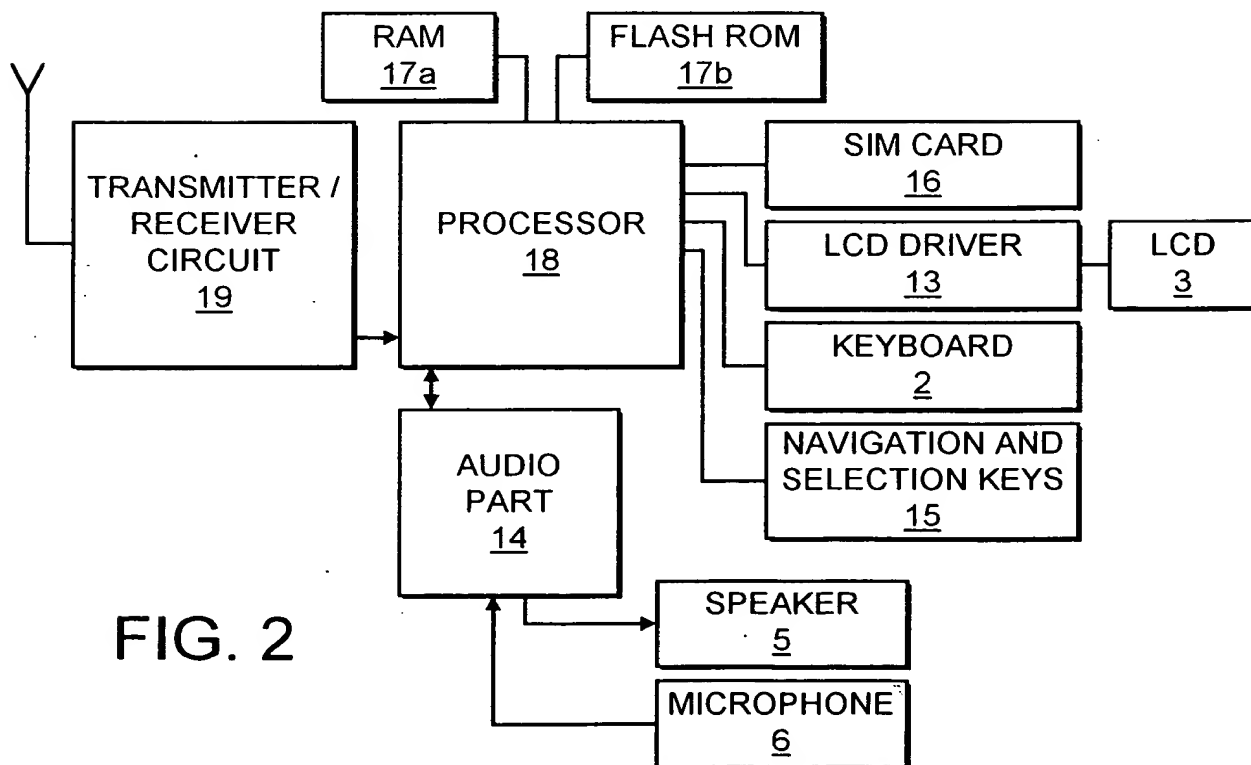 RAM
17a
FLASH ROM
17b
TRANSMITTER /
RECEIVER
CIRCUIT
19
PROCESSOR
18
SIM CARD
16
LCD DRIVER
13
LCD
3
KEYBOARD
2
NAVIGATION AND
SELECTION KEYS
15
AUDIO
PART
14
SPEAKER
5
MICROPHONE
6
FIG. 2